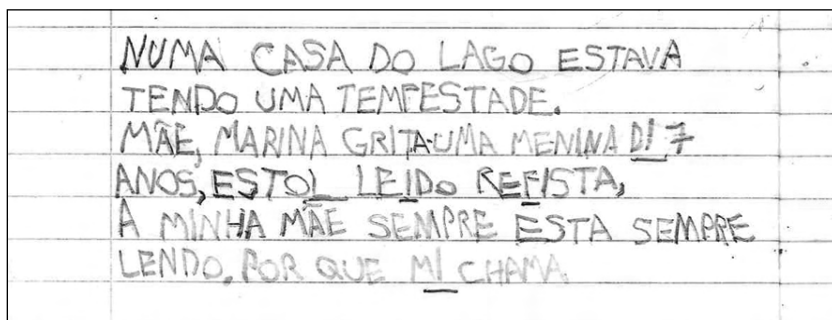 NUMA CASA DO LAGO ESTAVA
TENDO UMA TEMPESTADE.
MÃE, MARINA GRITA-UMA MENINA DI 7
ANOS, ESTOI LEIDO REFISTA,
A MINHA MÃE SEMPRE ESTA SEMPRE
LENDO. POR QUE MI CHAMA